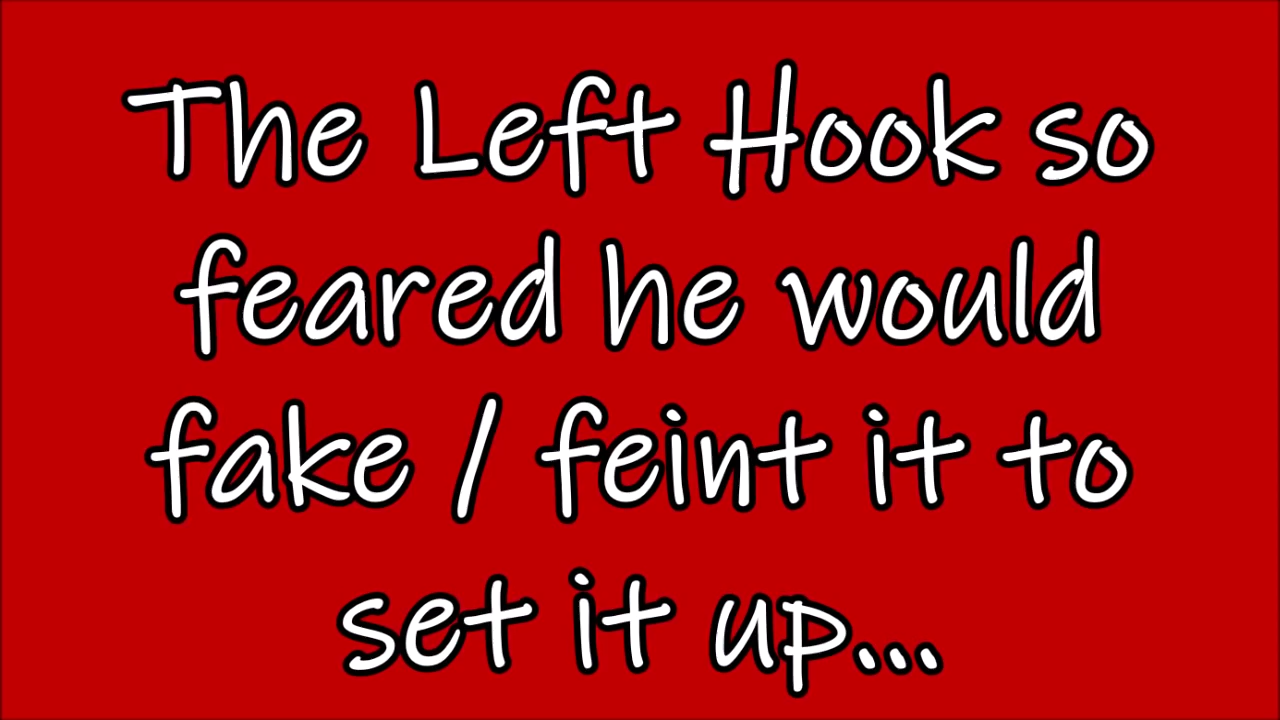 The Left Hook so
feared he would
fake / feint it to
set it up...